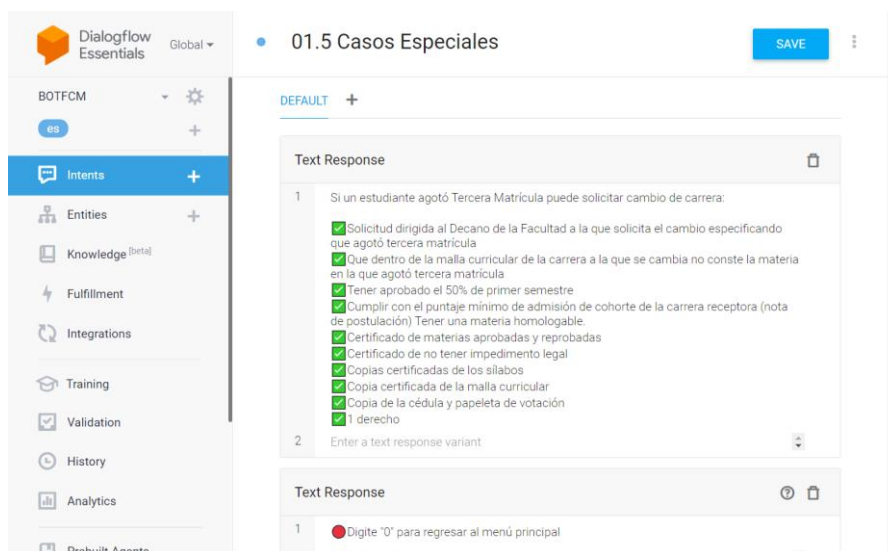 Dialogflow
Essentials
Global
01.5 Casos Especiales
SAVE
BOTFCM
es
Intents
Entities
Knowledge [beta]
Fulfillment
Integrations
Training
Validation
History
Analytics
Prebuilt Agents
DEFAULT
Text Response
1
Si un estudiante agotó Tercera Matrícula puede solicitar cambio de carrera:
✅Solicitud dirigida al Decano de la Facultad a la que solicita el cambio especificando
que agotó tercera matrícula
✅Que dentro de la malla curricular de la carrera a la que se cambia no conste la materia
en la que agotó tercera matrícula
✅Tener aprobado el 50% de primer semestre
✅Cumplir con el puntaje mínimo de admisión de cohorte de la carrera receptora (nota
de postulación) Tener una materia homologable.
✅Certificado de materias aprobadas y reprobadas
✅Certificado de no tener impedimento legal
✅Copias certificadas de los sílabos
✅Copia certificada de la malla curricular
✅Copia de la cédula y papeleta de votación
✅1 derecho
2
Enter a text response variant
Text Response
1
🔴Digite "0" para regresar al menú principal